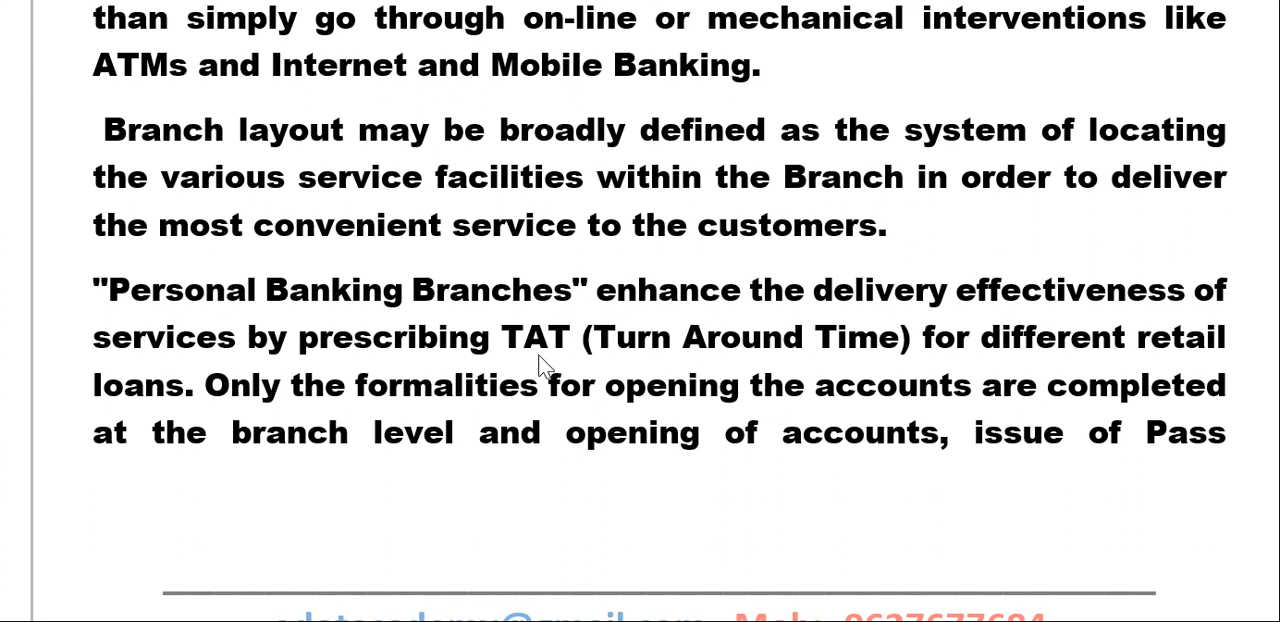 than simply go through on-line or mechanical interventions like
ATMs and Internet and Mobile Banking.
Branch layout may be broadly defined as the system of locating
the various service facilities within the Branch in order to deliver
the most convenient service to the customers.
"Personal Banking Branches" enhance the delivery effectiveness of
services by prescribing TAT (Turn Around Time) for different retail
loans. Only the formalities for opening the accounts are completed
at the branch level and opening of accounts, issue of Pass